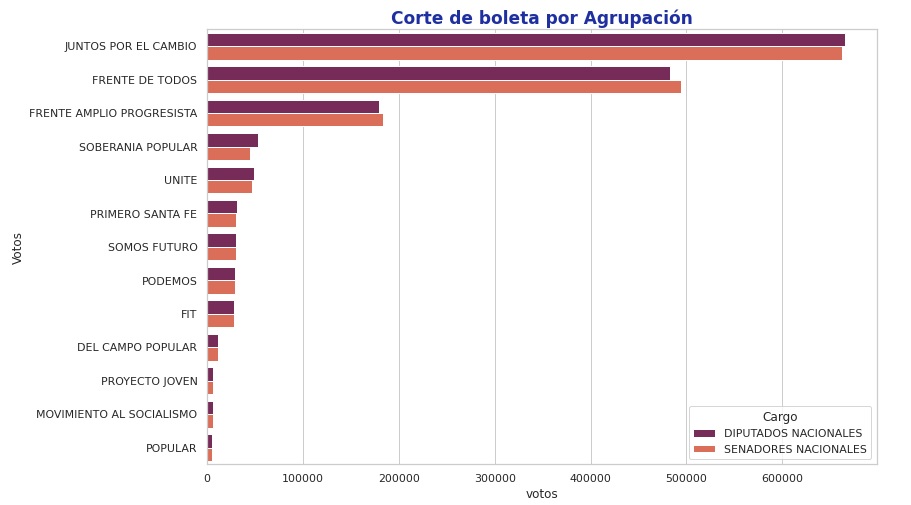 Corte de boleta por Agrupación
JUNTOS POR EL CAMBIO
FRENTE DE TODOS
FRENTE AMPLIO PROGRESISTA
SOBERANIA POPULAR
UNITE
PRIMERO SANTA FE
SOMOS FUTURO
PODEMOS
FIT
DEL CAMPO POPULAR
PROYECTO JOVEN
MOVIMIENTO AL SOCIALISMO
POPULAR
Votos
Cargo
DIPUTADOS NACIONALES
SENADORES NACIONALES
0 100000 200000 300000 400000 500000 600000
votos